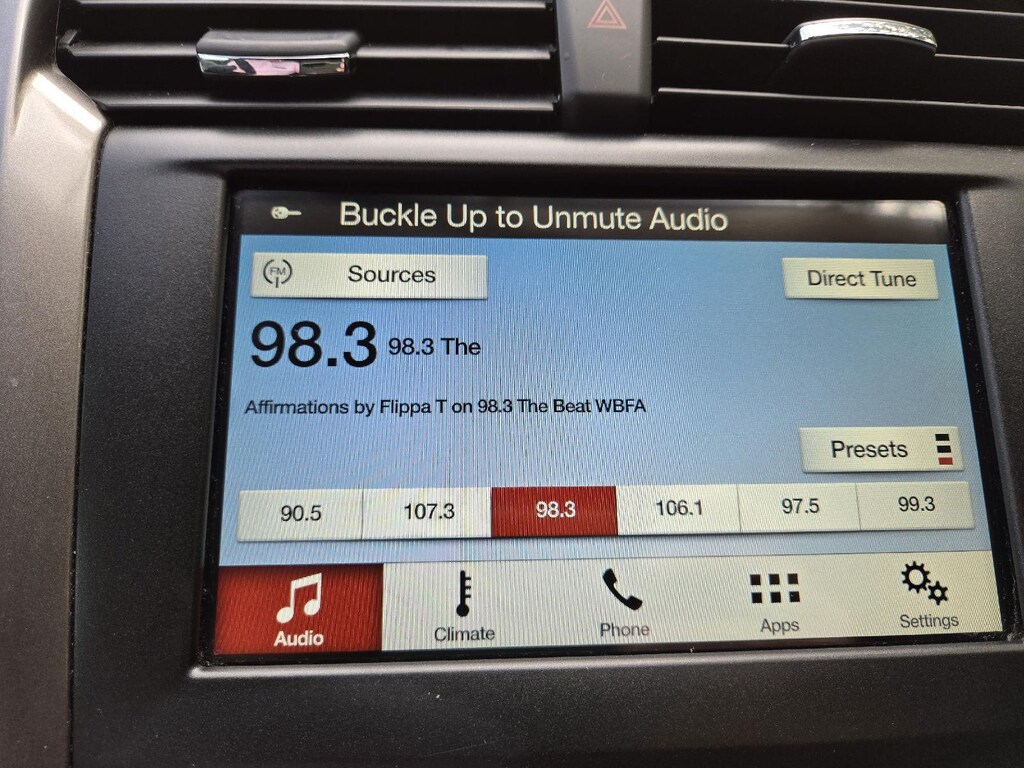 Buckle Up to Unmute Audio
FM Sources
Direct Tune
98.3 98.3 The
Affirmations by Flippa T on 98.3 The Beat WBFA
Presets
90.5 107.3 98.3 106.1 97.5 99.3
Audio Climate Phone Apps Settings